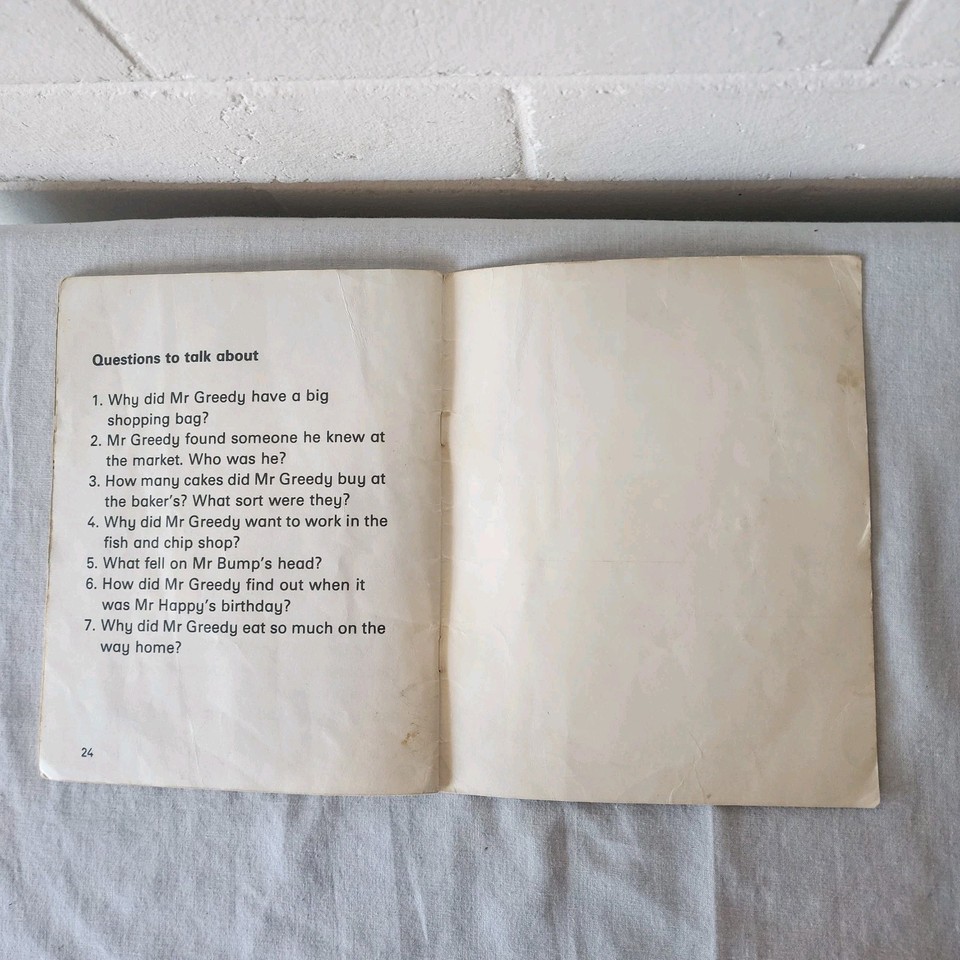 Questions to talk about
1. Why did Mr Greedy have a big
shopping bag?
2. Mr Greedy found someone he knew at
the market. Who was he?
3. How many cakes did Mr Greedy buy at
the baker's? What sort were they?
4. Why did Mr Greedy want to work in the
fish and chip shop?
5. What fell on Mr Bump's head?
6. How did Mr Greedy find out when it
was Mr Happy's birthday?
7. Why did Mr Greedy eat so much on the
way home?
24